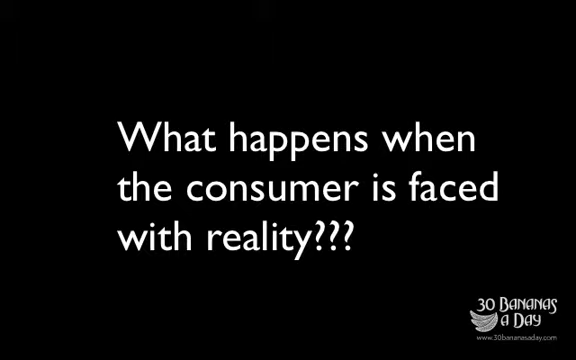 What happens when
the consumer is faced
with reality???
30 BANANAS
A DAY
www.30bananasaday.com